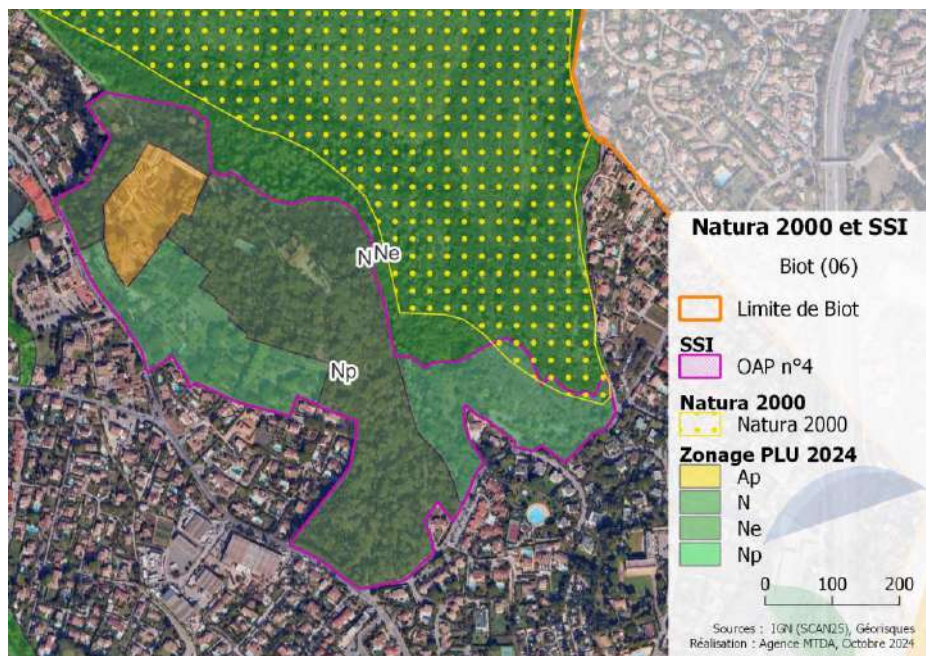 N
Ne
Np
Natura 2000 et SSI
Biot (06)
Limite de Biot
SSI
OAP n°4
Natura 2000
Natura 2000
Zonage PLU 2024
Ap
N
Ne
Np
0 100 200
Sources : IGN (SCAN25), Géorisques
Réalisation : Agence MTDA, Octobre 2024